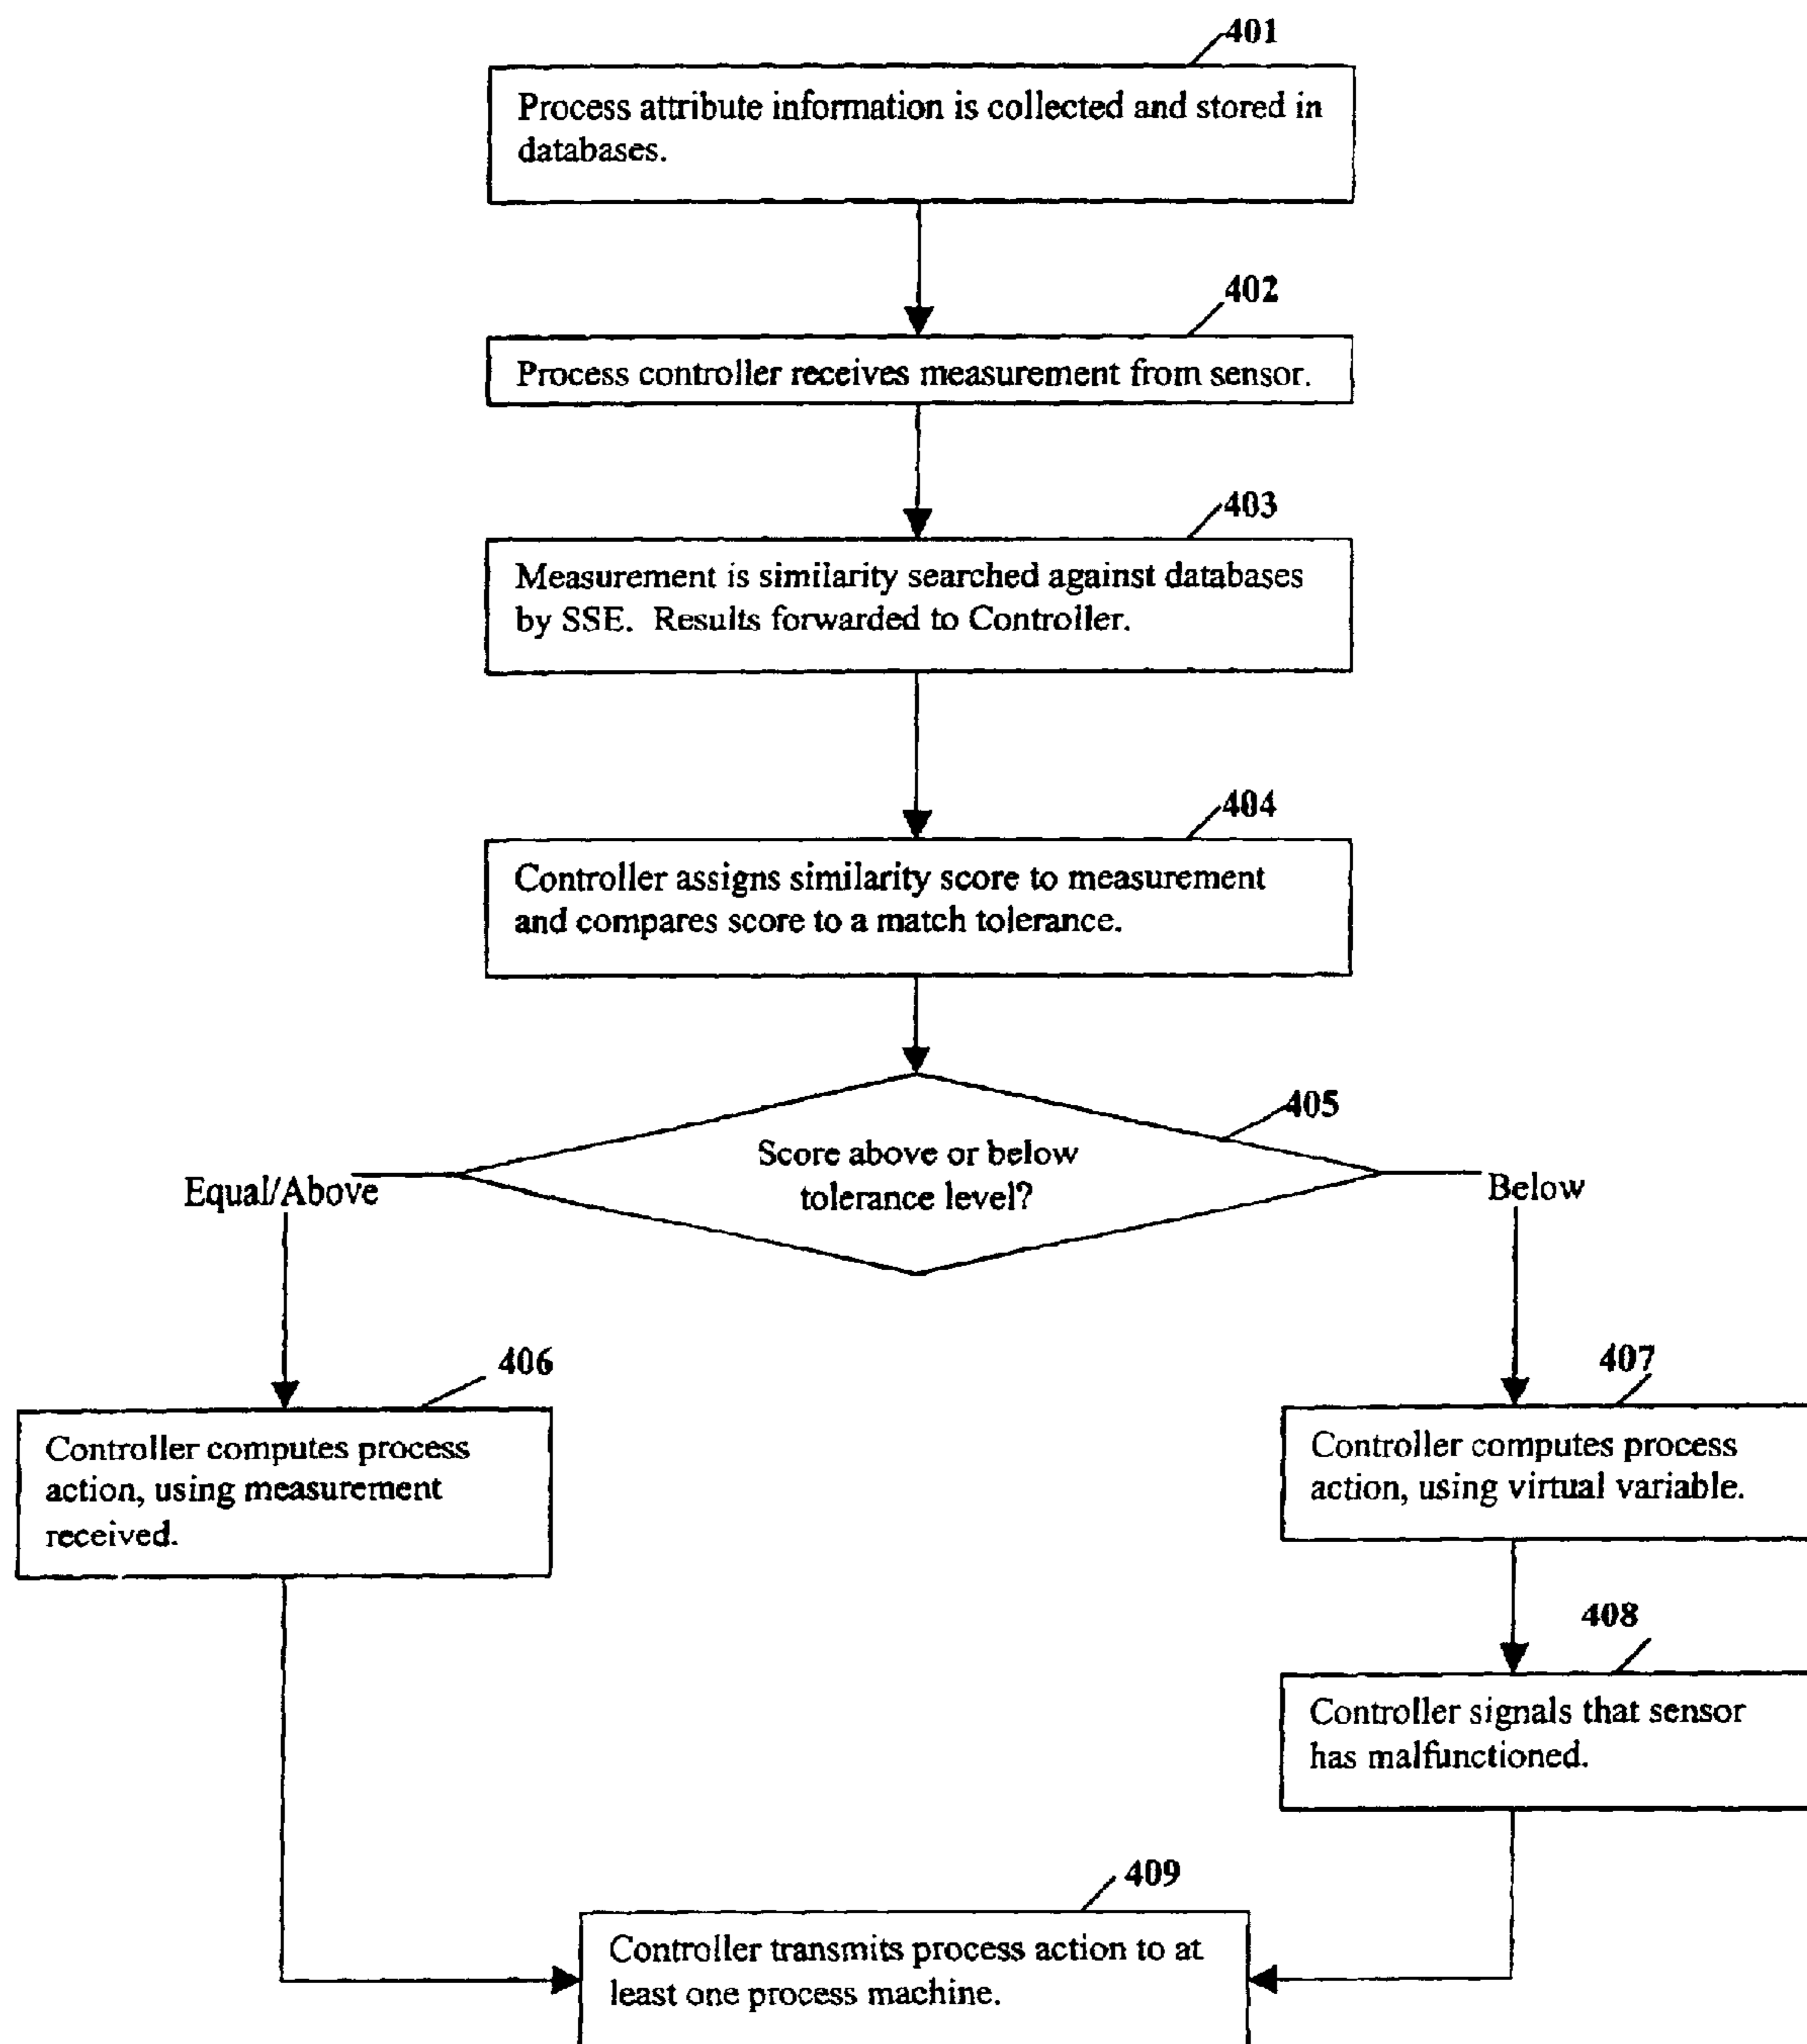 401
Process attribute information is collected and stored in
databases.
402
Process controller receives measurement from sensor.
403
Measurement is similarity searched against databases
by SSE. Results forwarded to Controller.
404
Controller assigns similarity score to measurement
and compares score to a match tolerance.
405
Score above or below
tolerance level?
Equal/Above
Below
406
Controller computes process
action, using measurement
received.
407
Controller computes process
action, using virtual variable.
408
Controller signals that sensor
has malfunctioned.
409
Controller transmits process action to at
least one process machine.